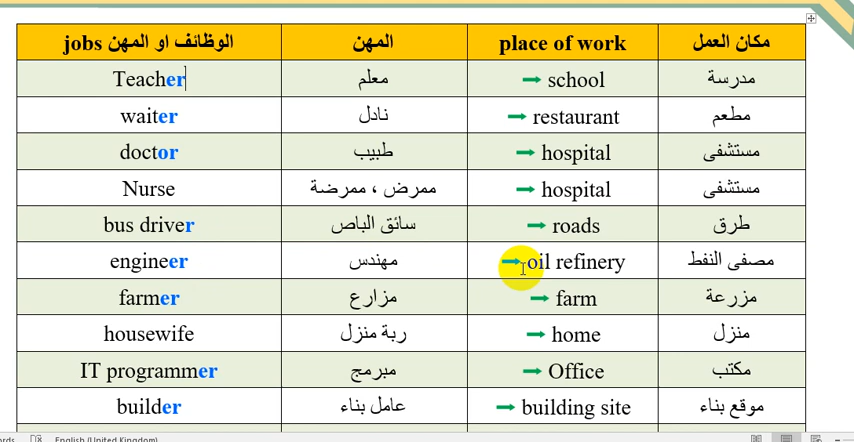 jobs الوظائف او المهن المهن place of work مكان العمل
Teacher معلم → school مدرسة
waiter نادل → restaurant مطعم
doctor طبيب → hospital مستشفى
Nurse ممرض ، ممرضة → hospital مستشفى
bus driver سائق الباص → roads طرق
engineer مهندس → oil refinery مصفى النفط
farmer مزارع → farm مزرعة
housewife ربة منزل → home منزل
IT programmer مبرمج → Office مكتب
builder عامل بناء → building site موقع بناء
English (United Kingdom)